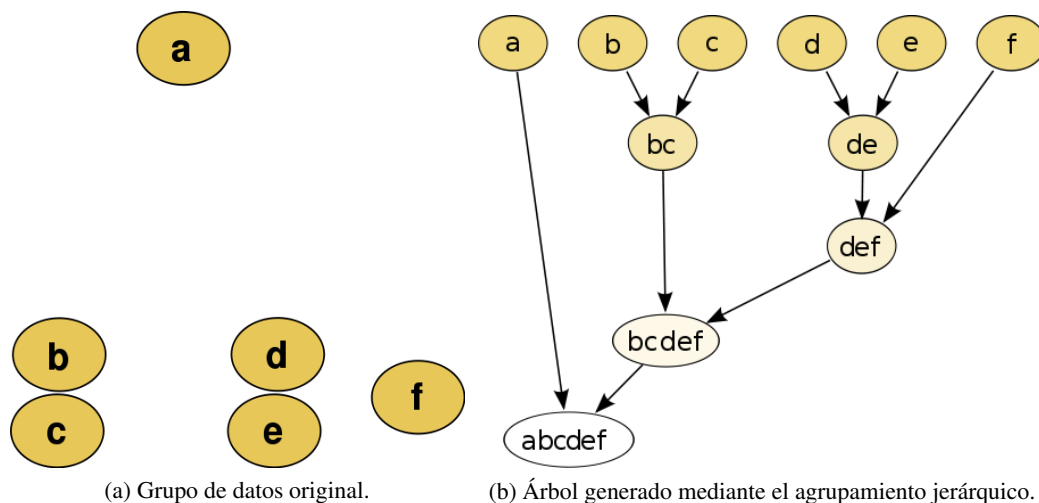 a
b
d
c
e
f
a b c d e f
bc de
def
bcdef
abcdef
(a) Grupo de datos original.
(b) Árbol generado mediante el agrupamiento jerárquico.